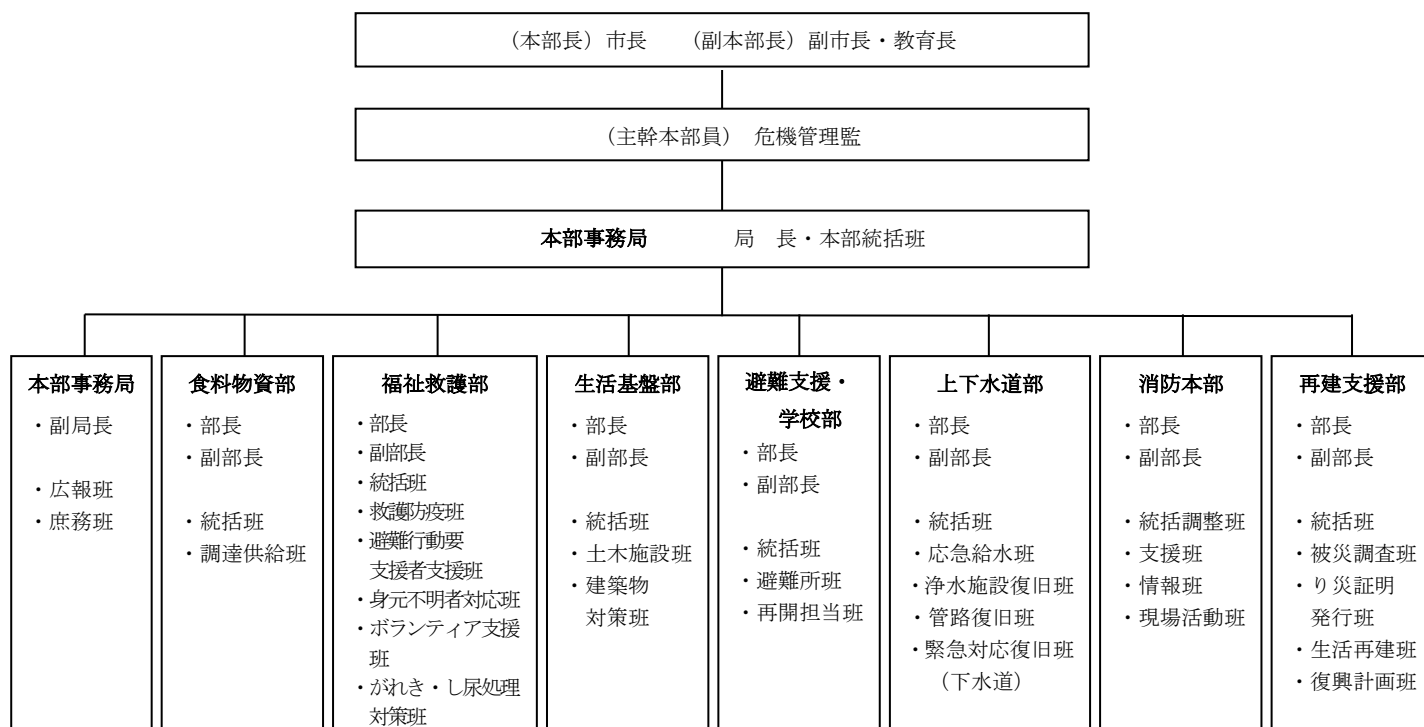 （本部長）市長　　（副本部長）副市長・教育長
（主幹本部員）　危機管理監
本部事務局　　　局　長・本部統括班
本部事務局
・副局長
・広報班
・庶務班
食料物資部
・部長
・副部長
・統括班
・調達供給班
福祉救護部
・部長
・副部長
・統括班
・救護防疫班
・避難行動要
支援者支援班
・身元不明者対応班
・ボランティア支援
班
・がれき・し尿処理
対策班
生活基盤部
・部長
・副部長
・統括班
・土木施設班
・建築物
対策班
避難支援・
学校部
・部長
・副部長
・統括班
・避難所班
・再開担当班
上下水道部
・部長
・副部長
・統括班
・応急給水班
・浄水施設復旧班
・管路復旧班
・緊急対応復旧班
（下水道）
消防本部
・部長
・副部長
・統括調整班
・支援班
・情報班
・現場活動班
再建支援部
・部長
・副部長
・統括班
・被災調査班
・り災証明
発行班
・生活再建班
・復興計画班